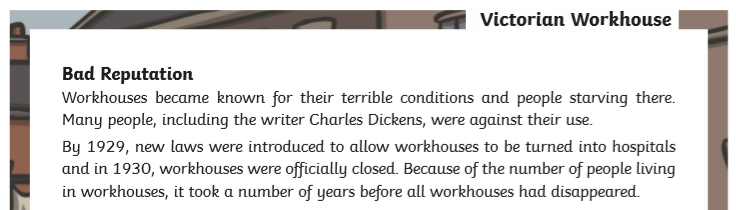 Victorian Workhouse
Bad Reputation
Workhouses became known for their terrible conditions and people starving there.
Many people, including the writer Charles Dickens, were against their use.
By 1929, new laws were introduced to allow workhouses to be turned into hospitals
and in 1930, workhouses were officially closed. Because of the number of people living
in workhouses, it took a number of years before all workhouses had disappeared.